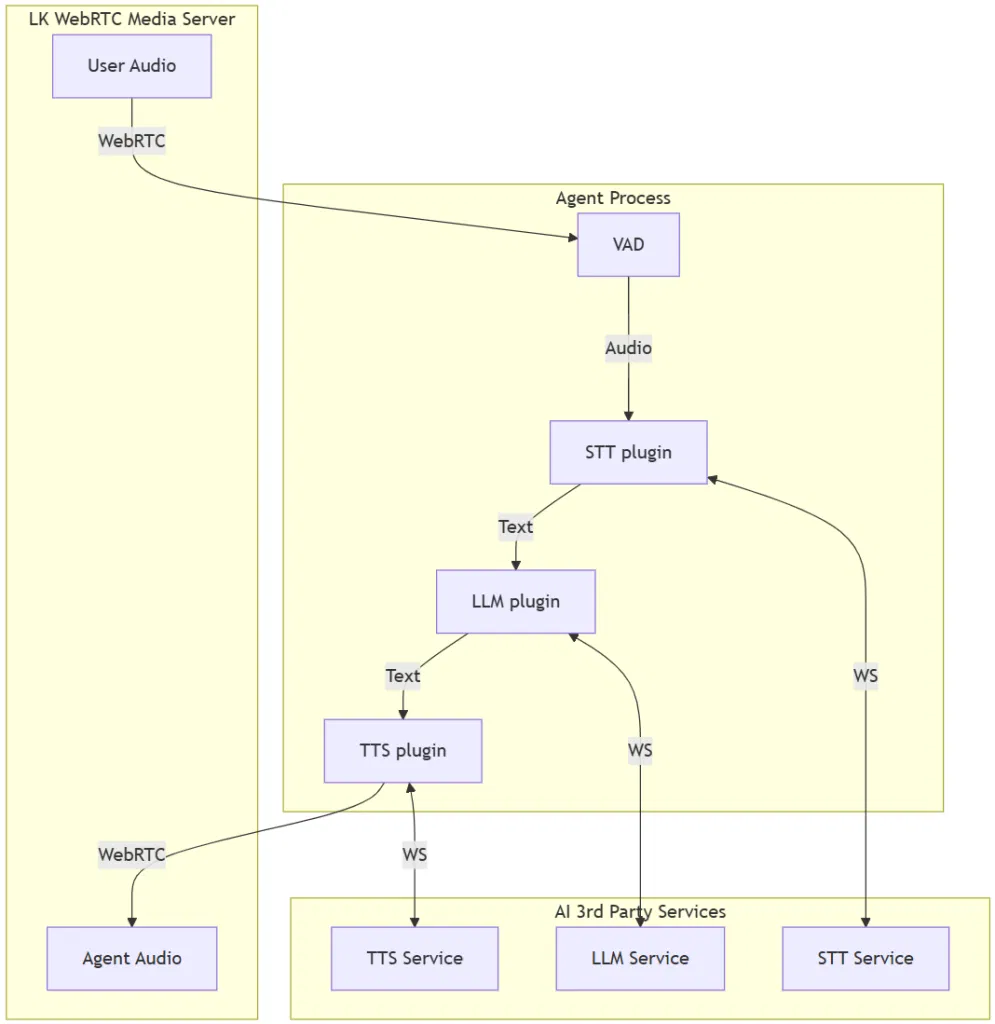 LK WebRTC Media Server
User Audio
WebRTC
Agent Process
VAD
Audio
STT plugin
Text
LLM plugin
Text
WS
TTS plugin
WS
WebRTC
WS
AI 3rd Party Services
Agent Audio
TTS Service
LLM Service
STT Service